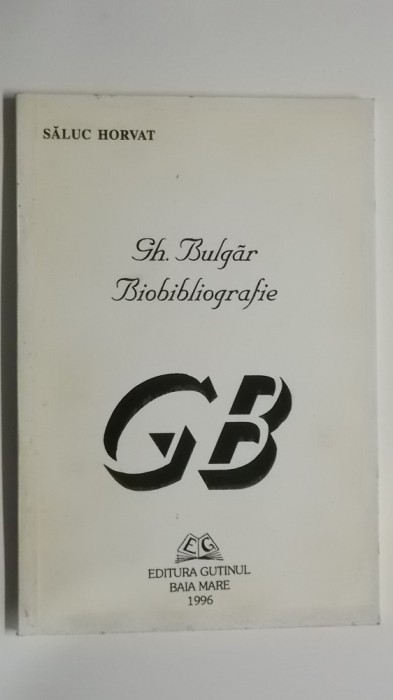 SĂLUC HORVAT
Gh. Bulgăr
Biobibliografie
GB
EG
EDITURA GUTINUL
BAIA MARE
1996